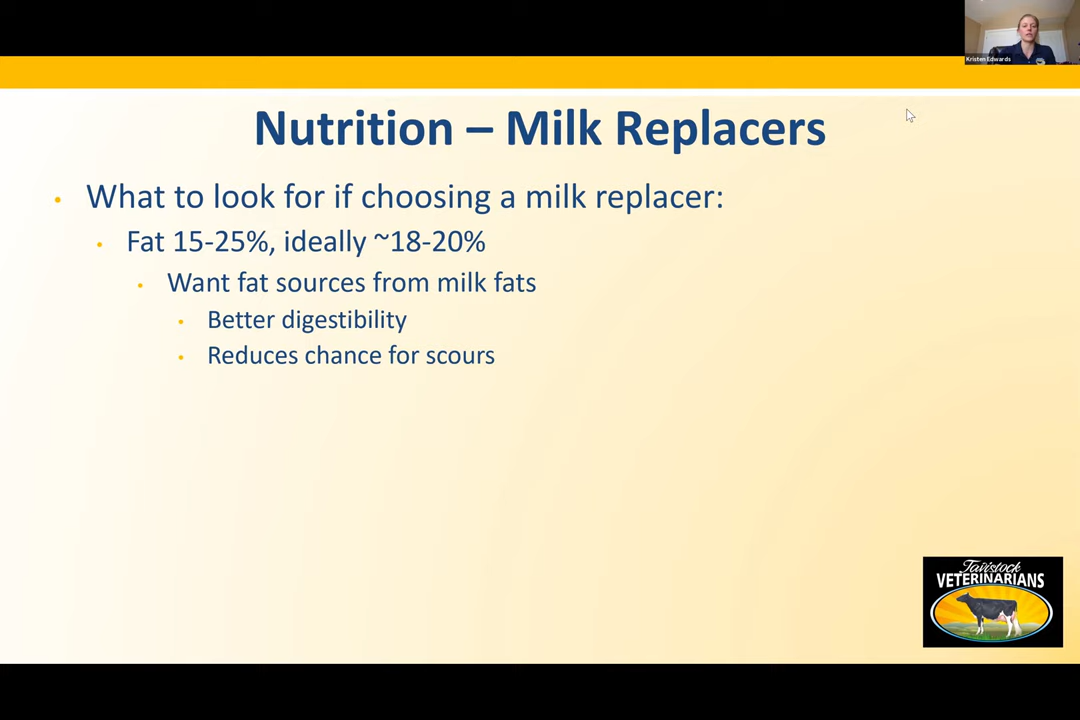 Kristen Edwards
Nutrition – Milk Replacers
• What to look for if choosing a milk replacer:
• Fat 15-25%, ideally ~18-20%
• Want fat sources from milk fats
• Better digestibility
• Reduces chance for scours
Tavistock
VETERINARIANS